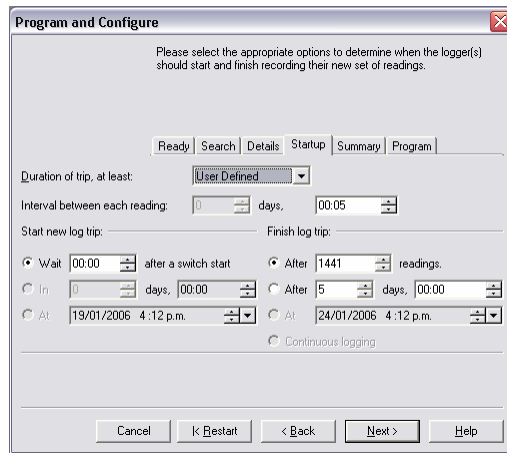 Program and Configure
Please select the appropriate options to determine when the logger(s)
should start and finish recording their new set of readings.
Ready Search Details Startup Summary Program
Duration of trip, at least: User Defined
Interval between each reading: 0 days, 00:05
Start new log trip: Finish log trip:
Wait 00:00 after a switch start After 1441 readings.
In 0 days, 00:00 After 5 days, 00:00
At 19/01/2006 4 :12 p.m. At 24/01/2006 4 :12 p.m.
Continuous logging
Cancel |< Restart < Back Next > Help